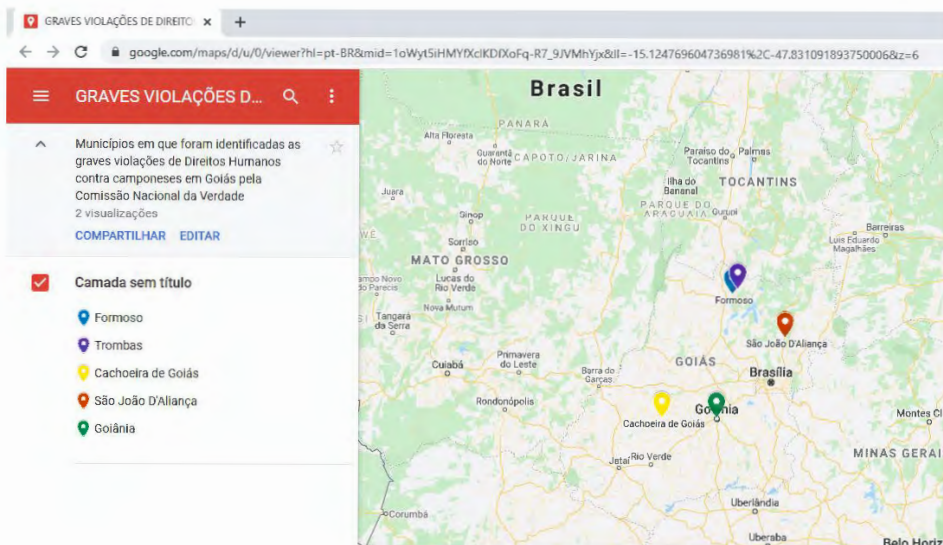 GRAVES VIOLAÇÕES DE DIREITO
google.com/maps/d/u/0/viewer?hl=pt-BR&mid=1oWyt5iHMYfXclKDIXoFq-R7_9JVMhYjx&ll=-15.124769604736981%2C-47.83109189375006&z=6
GRAVES VIOLAÇÕES D...
Municípios em que foram identificadas as
graves violações de Direitos Humanos
contra camponeses em Goiás pela
Comissão Nacional da Verdade
2 visualizações
COMPARTILHAR EDITAR
Camada sem título
Formoso
Trombas
Cachoeira de Goiás
São João D'Aliança
Goiânia
Brasil
PANARÁ
Alta Floresta
Guarantã
do Norte
CAPOTO/JARINA
Paraíso do
Tocantins
Palmas
Juara
Ilha do
Bananal
TOCANTINS
PARQUE DO
ARAGUAIA
Gurupi
Sinop
PARQUE
DO XINGU
Barreiras
Luís Eduardo
Magalhães
Sorriso
MATO GROSSO
Lucas do
Rio Verde
ampo Novo
do Parecis
Nova Mutum
Formoso
Tangará
da Serra
São João D'Aliança
Cuiabá
Primavera
do Leste
Barra do
Garças
GOIÁS
Brasília
Rondonópolis
Goiânia
Cachoeira de Goiás
Montes Cl
Jataí
Rio Verde
MINAS GERAI
Uberlândia
Corumbá
Uberaba
Belo Horiz